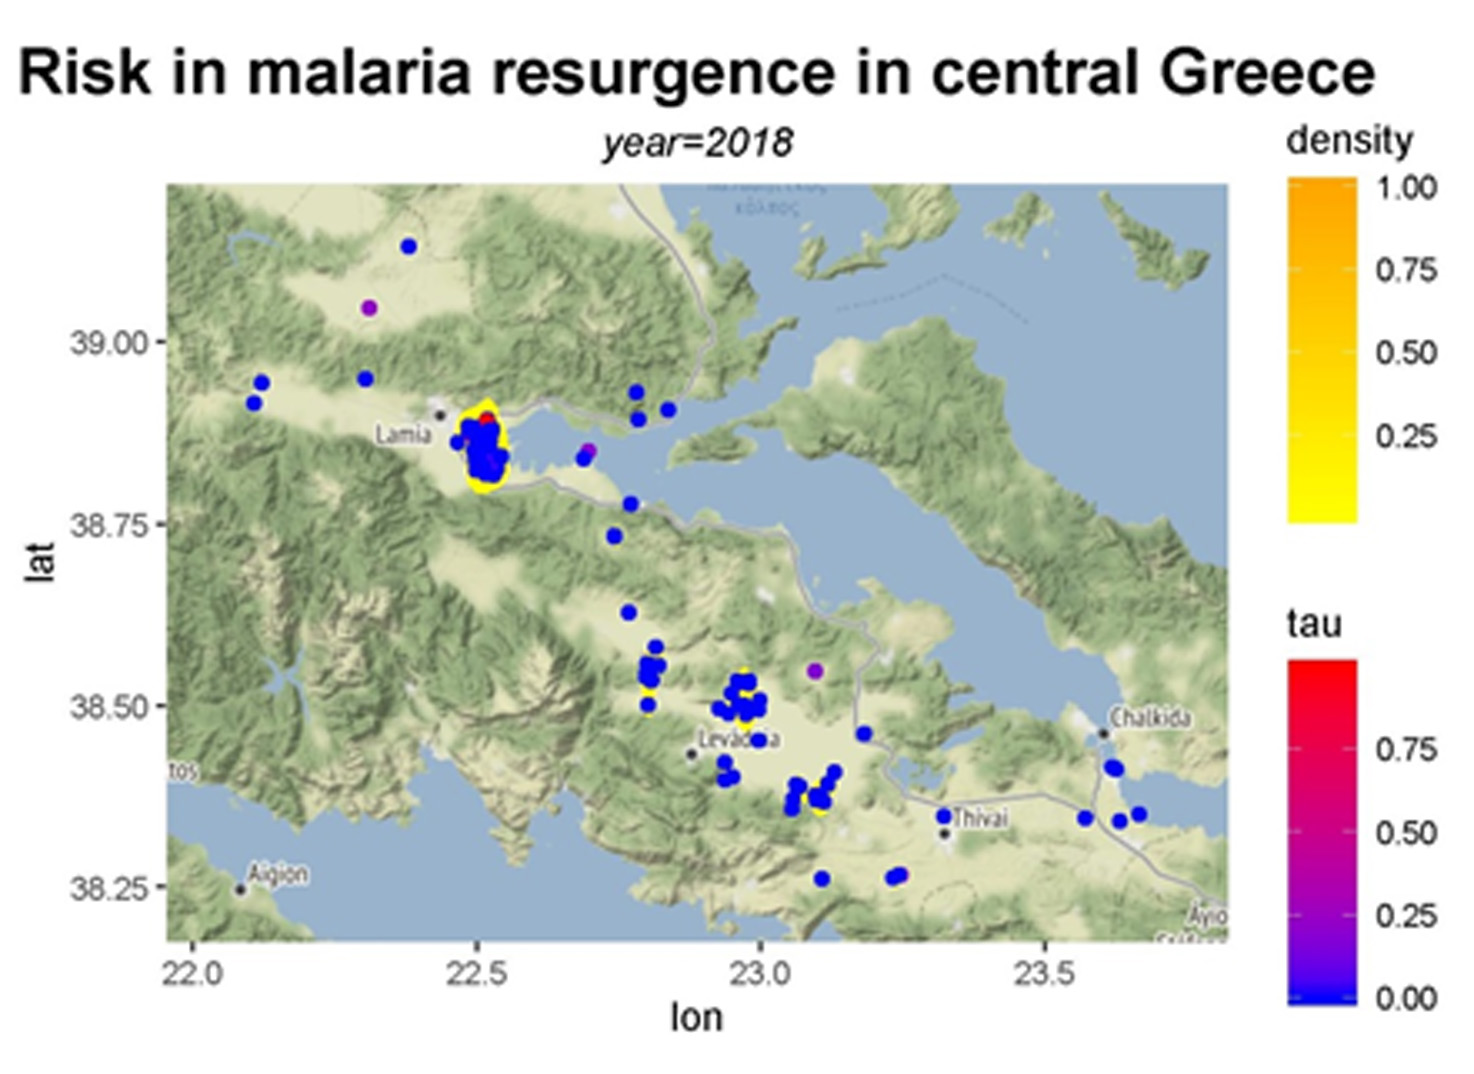 Risk in malaria resurgence in central Greece
year=2018
density
1.00
0.75
0.50
0.25
tau
0.75
0.50
0.25
0.00
κόλπος
39.00
38.75
38.50
38.25
lat
Lamia
Levadia
Chalkida
tos
Thivai
Aigion
Ayio
22.0
22.5
23.0
23.5
lon